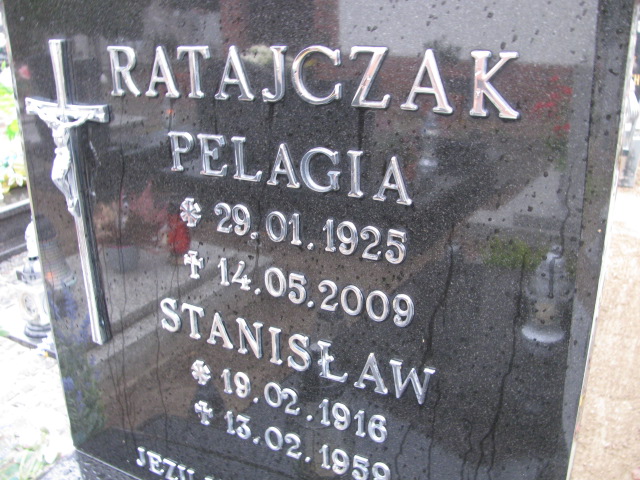 RATAJCZAK
PELAGIA
* 29.01.1925
✝ 14.05.2009
STANISŁAW
* 19.02.1916
✝ 13.02.1959